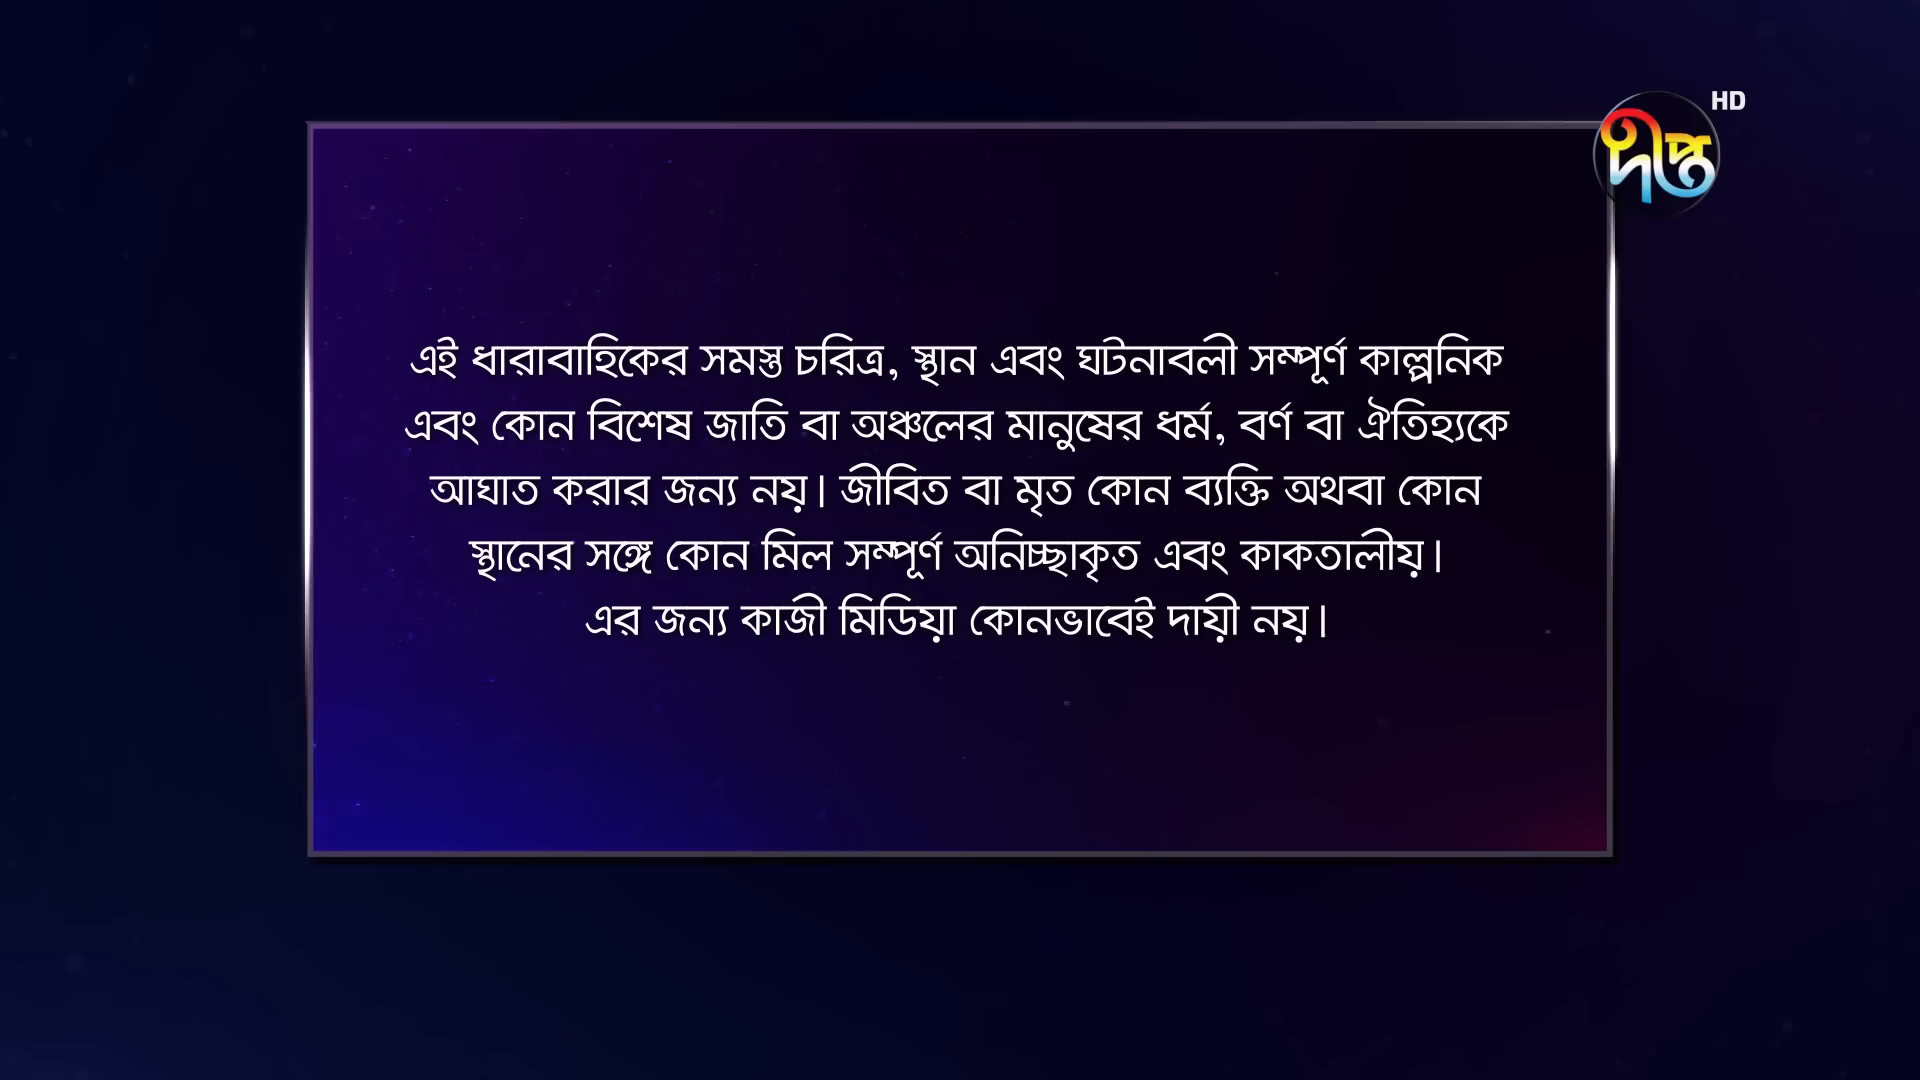 HD
দীপ্ত
এই ধারাবাহিকের সমস্ত চরিত্র, স্থান এবং ঘটনাবলী সম্পূর্ণ কাল্পনিক
এবং কোন বিশেষ জাতি বা অঞ্চলের মানুষের ধর্ম, বর্ণ বা ঐতিহ্যকে
আঘাত করার জন্য নয়। জীবিত বা মৃত কোন ব্যক্তি অথবা কোন
স্থানের সঙ্গে কোন মিল সম্পূর্ণ অনিচ্ছাকৃত এবং কাকতালীয়।
এর জন্য কাজী মিডিয়া কোনভাবেই দায়ী নয়।